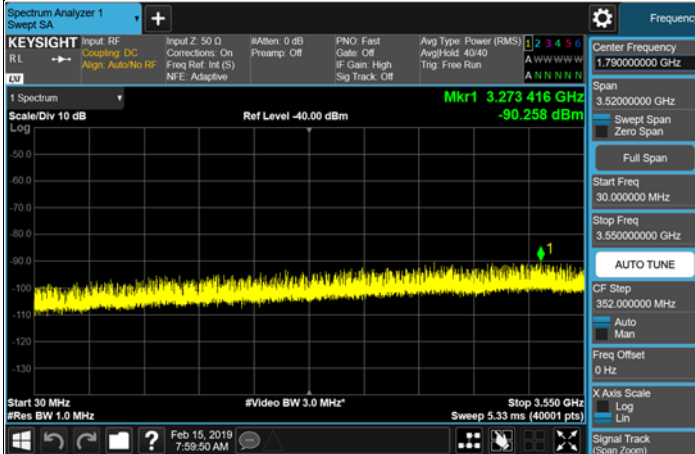 Spectrum Analyzer 1
Swept SA
Frequenc
KEYSIGHT
RL
LXI
Input: RF
Coupling: DC
Align: Auto/No RF
Input Z: 50 Ω
Corrections: On
Freq Ref: Int (S)
NFE: Adaptive
#Atten: 0 dB
Preamp: Off
PNO: Fast
Gate: Off
IF Gain: High
Sig Track: Off
Avg Type: Power (RMS)
Avg|Hold: 40/40
Trig: Free Run
1 2 3 4 5 6
A W W W W W
A N N N N N
1 Spectrum
Scale/Div 10 dB
Log
Ref Level -40.00 dBm
Mkr1 3.273 416 GHz
-90.258 dBm
-50.0
-60.0
-70.0
-80.0
-90.0
-100
-110
-120
-130
1
Start 30 MHz
#Res BW 1.0 MHz
#Video BW 3.0 MHz*
Stop 3.550 GHz
Sweep 5.33 ms (40001 pts)
Feb 15, 2019
7:59:50 AM
?
Center Frequency
1.790000000 GHz
Span
3.52000000 GHz
Swept Span
Zero Span
Full Span
Start Freq
30.000000 MHz
Stop Freq
3.550000000 GHz
AUTO TUNE
CF Step
352.000000 MHz
Auto
Man
Freq Offset
0 Hz
X Axis Scale
Log
Lin
Signal Track
(Span Zoom)